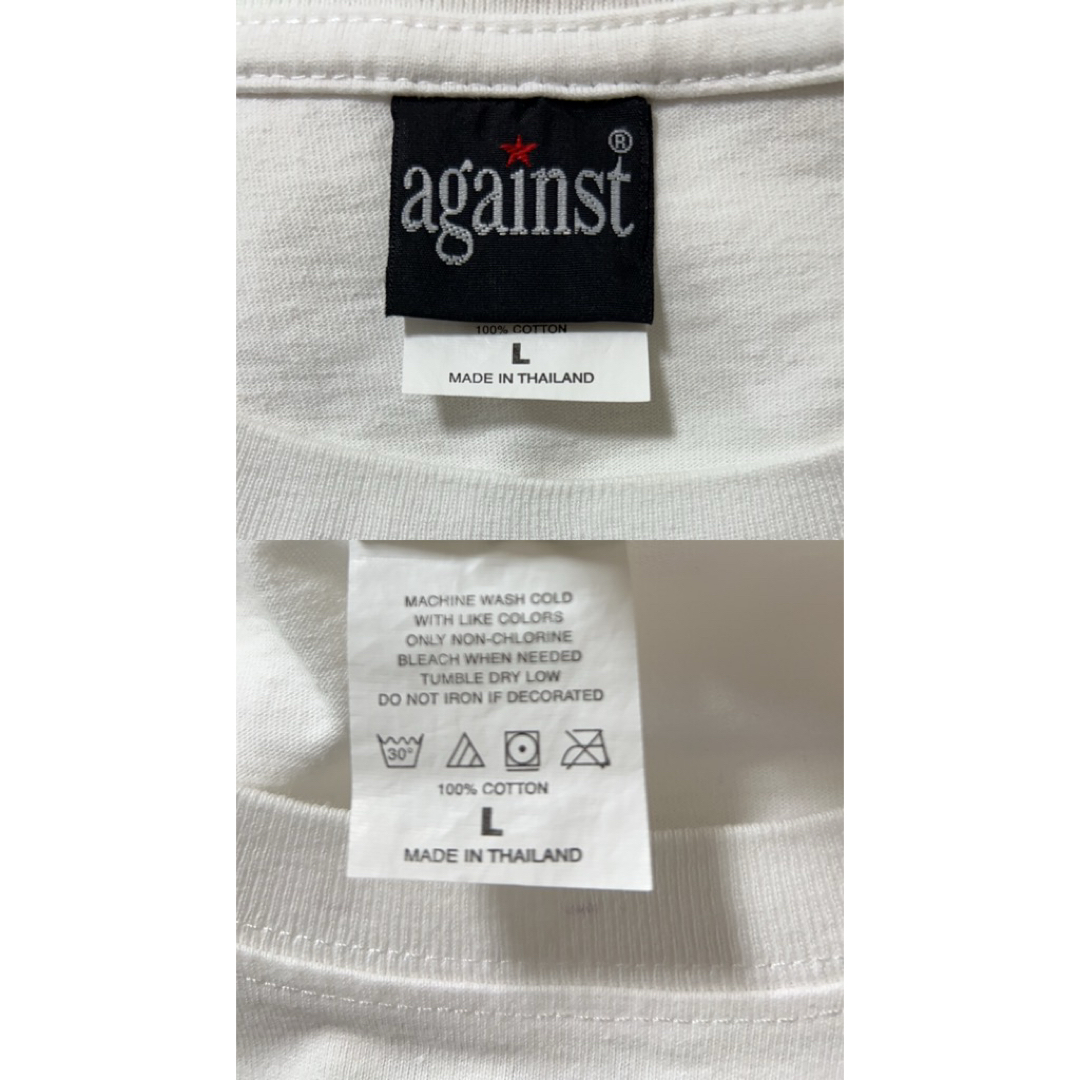 against ®
100% COTTON
L
MADE IN THAILAND
MACHINE WASH COLD
WITH LIKE COLORS
ONLY NON-CHLORINE
BLEACH WHEN NEEDED
TUMBLE DRY LOW
DO NOT IRON IF DECORATED
30°
100% COTTON
L
MADE IN THAILAND